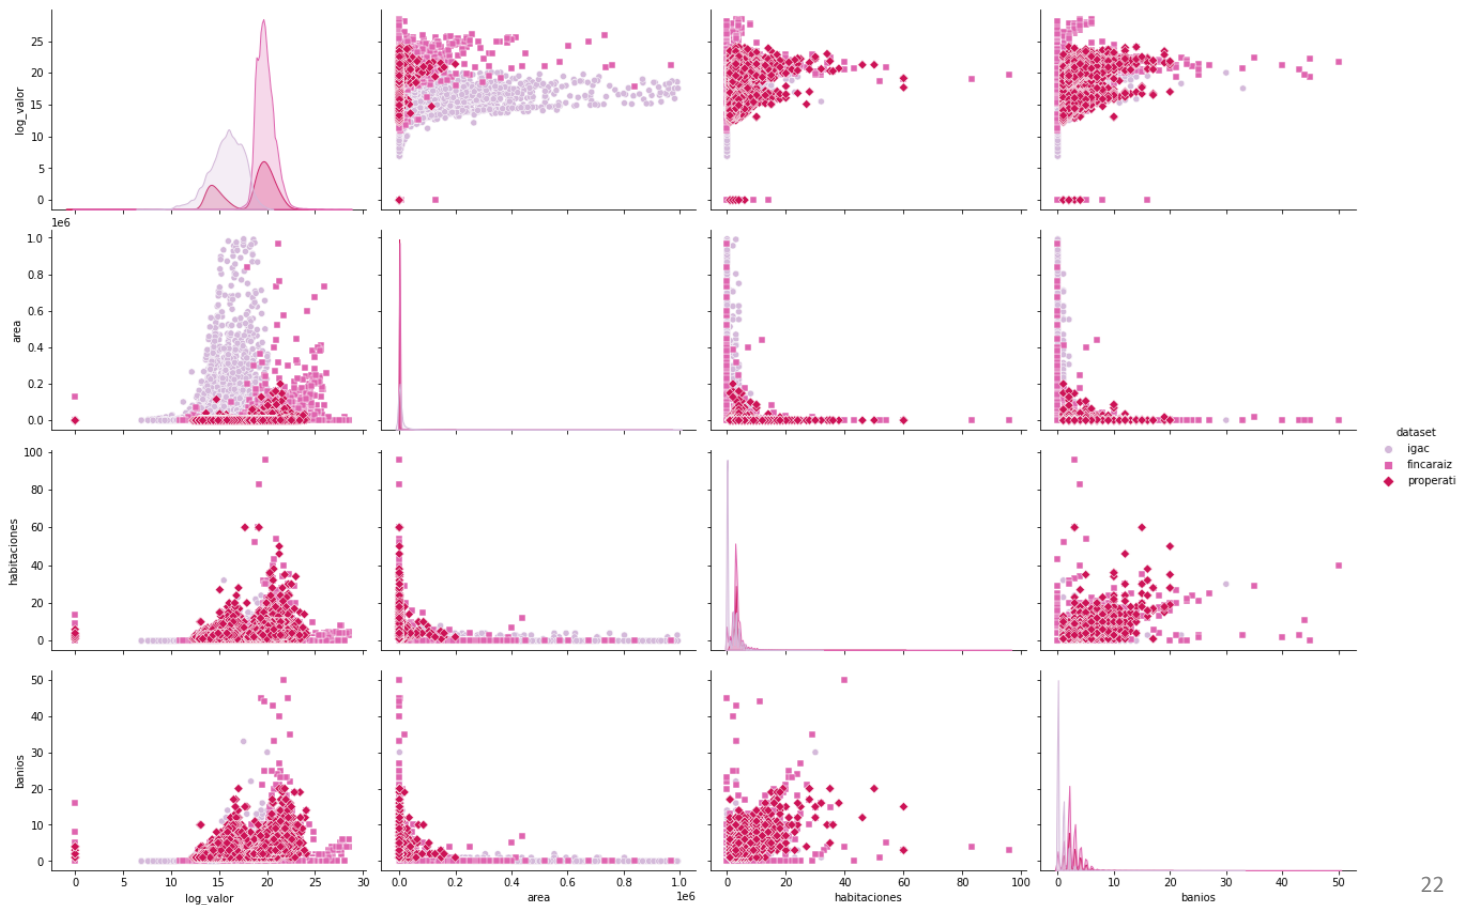 25
20
15
10
5
0
log_valor
1e6
1.0
0.8
0.6
0.4
0.2
0.0
area
100
80
60
40
20
0
habitaciones
50
40
30
20
10
0
banios
0 5 10 15 20 25 30
log_valor
0.0 0.2 0.4 0.6 0.8 1.0
1e6
area
0 20 40 60 80 100
habitaciones
0 10 20 30 40 50
banios
dataset
igac
fincaraiz
properati
22